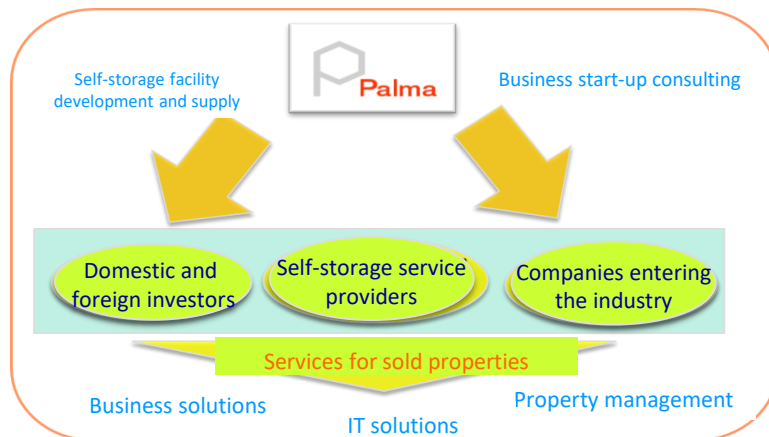 Self-storage facility
development and supply
Palma
Business start-up consulting
Domestic and
foreign investors
Self-storage service
providers
Companies entering
the industry
Services for sold properties
Business solutions
IT solutions
Property management